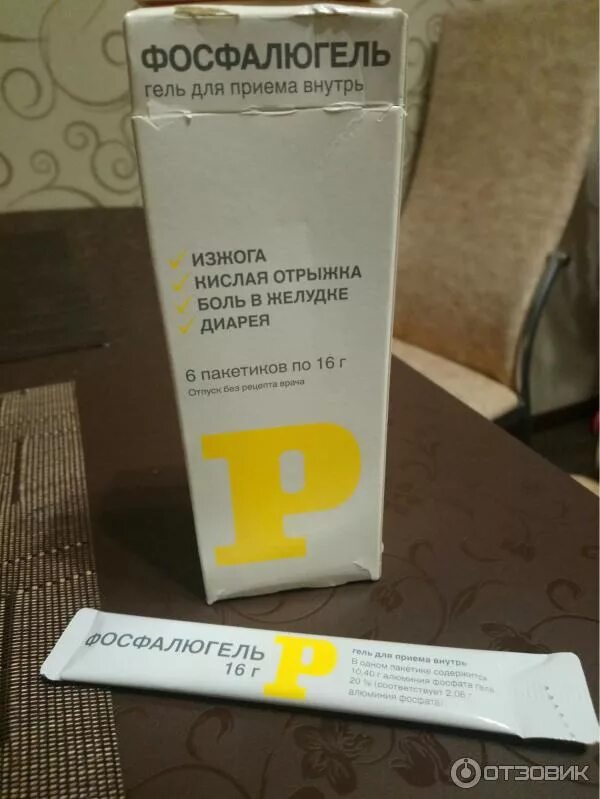 ФОСФАЛЮГЕЛЬ
гель для приема внутрь
ИЗЖОГА
КИСЛАЯ ОТРЫЖКА
БОЛЬ В ЖЕЛУДКЕ
ДИАРЕЯ
6 пакетиков по 16 г
Отпуск без рецепта врача
P
ФОСФАЛЮГЕЛЬ
16 г
P
гель для приема внутрь
В одном пакетике содержится
10,40 г алюминия фосфата геля
20 % (соответствует 2,08 г
алюминия фосфата)
ОТЗОВИК